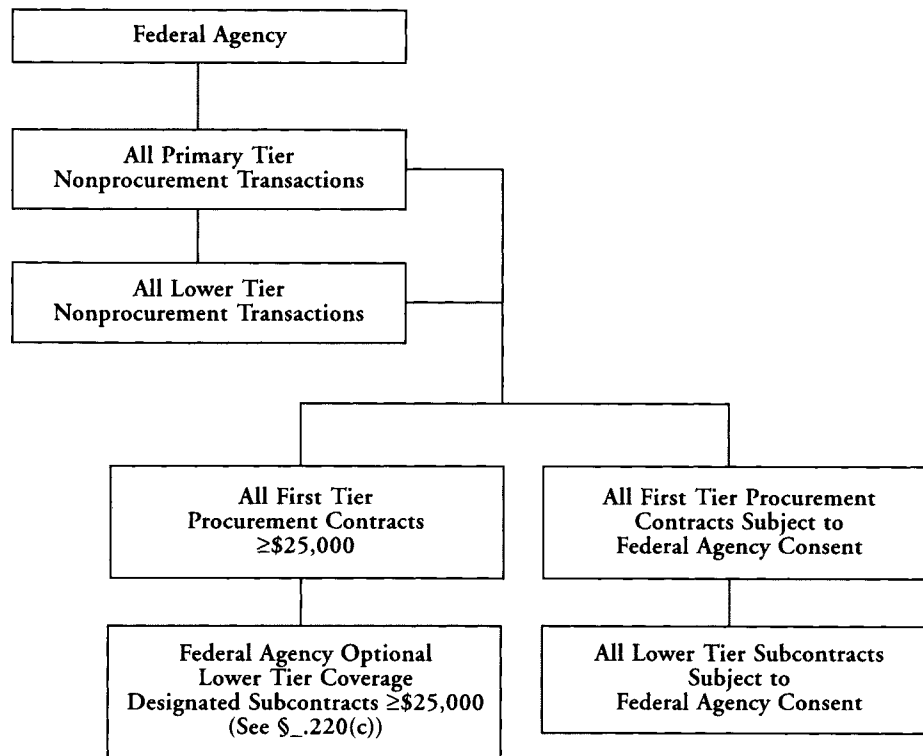 Federal Agency
All Primary Tier
Nonprocurement Transactions
All Lower Tier
Nonprocurement Transactions
All First Tier
Procurement Contracts
≥$25,000
All First Tier Procurement
Contracts Subject to
Federal Agency Consent
Federal Agency Optional
Lower Tier Coverage
Designated Subcontracts ≥$25,000
(See §_.220(c))
All Lower Tier Subcontracts
Subject to
Federal Agency Consent